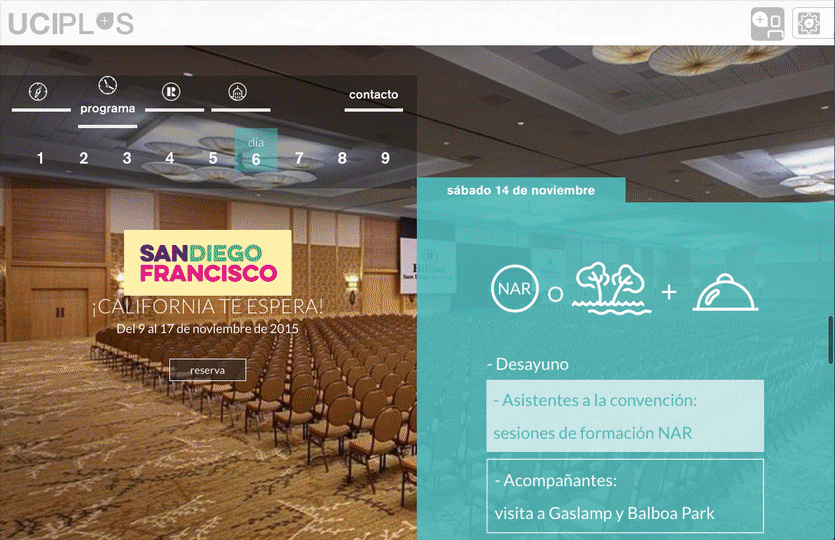 UCIPLUS
programa
contacto
día
1 2 3 4 5 6 7 8 9
SANDIEGO
FRANCISCO
¡CALIFORNIA TE ESPERA!
Del 9 al 17 de noviembre de 2015
reserva
Hilton
sábado 14 de noviembre
NAR O +
- Desayuno
- Asistentes a la convención:
sesiones de formación NAR
- Acompañantes:
visita a Gaslamp y Balboa Park